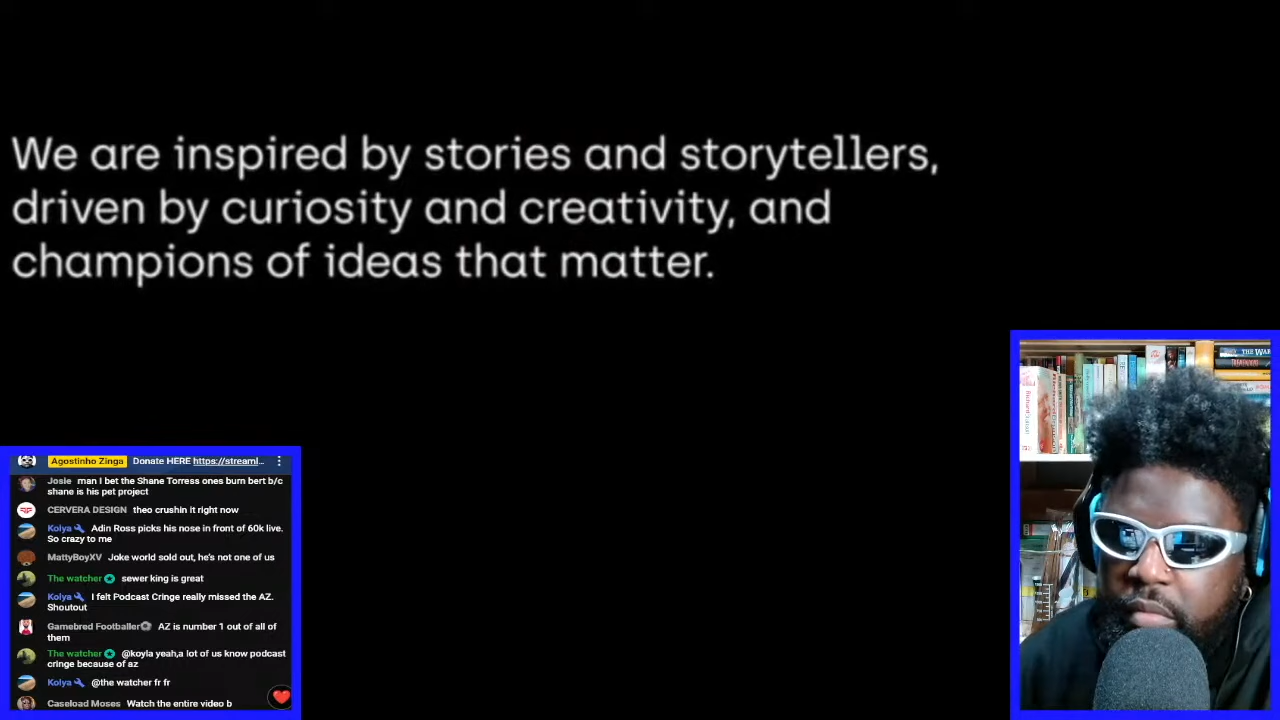 We are inspired by stories and storytellers,
driven by curiosity and creativity, and
champions of ideas that matter.
Agostinho Zinga Donate HERE https://streaml...
Josie man I bet the Shane Torress ones burn bert b/c
shane is his pet project
CERVERA DESIGN theo crushin it right now
Kolya Adin Ross picks his nose in front of 60k live.
So crazy to me
MattyBoyXV Joke world sold out, he's not one of us
The watcher sewer king is great
Kolya I felt Podcast Cringe really missed the AZ.
Shoutout
Gamebred Footballer AZ is number 1 out of all of
them
The watcher @koyla yeah,a lot of us know podcast
cringe because of az
Kolya @the watcher fr fr
Caseload Moses Watch the entire video b
THE WAR